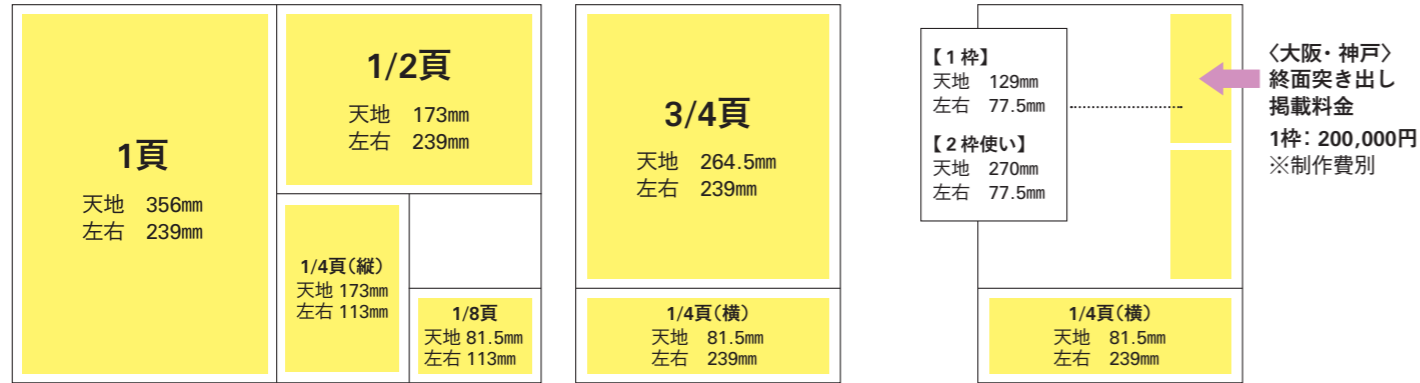 1頁
天地 356㎜
左右 239㎜
1/2頁
天地 173㎜
左右 239㎜
1/4頁(縦)
天地 173㎜
左右 113㎜
1/8頁
天地 81.5㎜
左右 113㎜
3/4頁
天地 264.5㎜
左右 239㎜
1/4頁(横)
天地 81.5㎜
左右 239㎜
【1枠】
天地 129㎜
左右 77.5㎜
【2枠使い】
天地 270㎜
左右 77.5㎜
〈大阪・神戸〉
終面突き出し
掲載料金
1枠：200,000円
※制作費別
1/4頁(横)
天地 81.5㎜
左右 239㎜